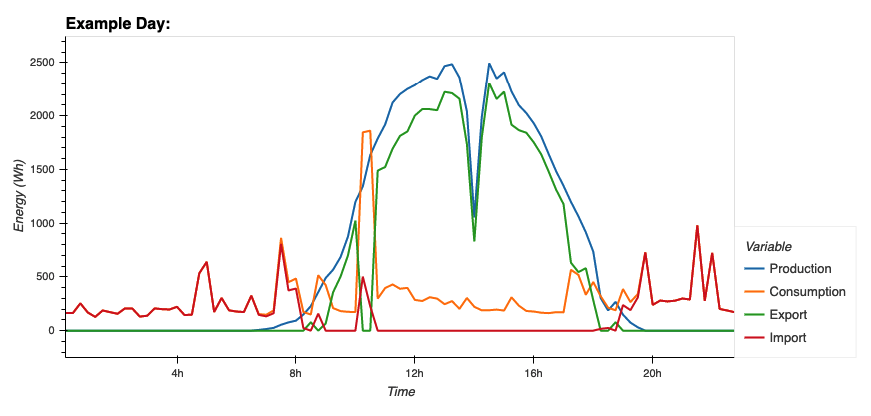 Example Day:
Energy (Wh)
2500
2000
1500
1000
500
0
4h 8h 12h 16h 20h
Time
Variable
Production
Consumption
Export
Import